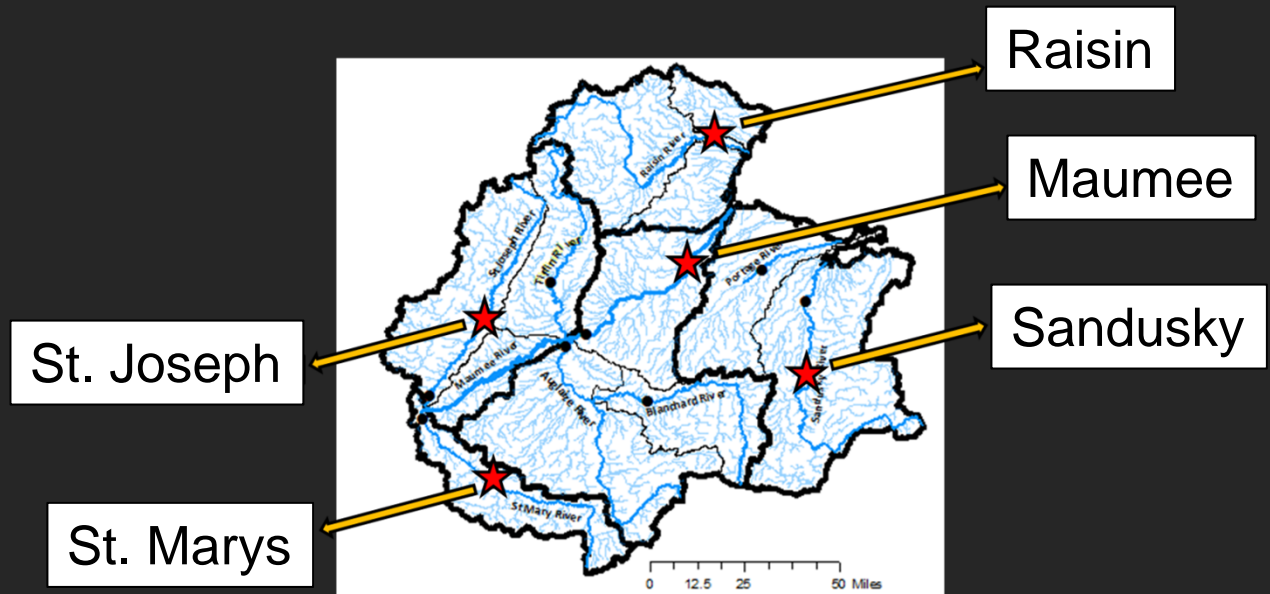 Raisin
Maumee
Sandusky
St. Joseph
St. Marys
Raisin River
St Joseph River
Tiffin River
Portage River
Maumee River
Auglaize River
Blanchard River
Sandusky River
St Mary River
0 12.5 25 50 Miles